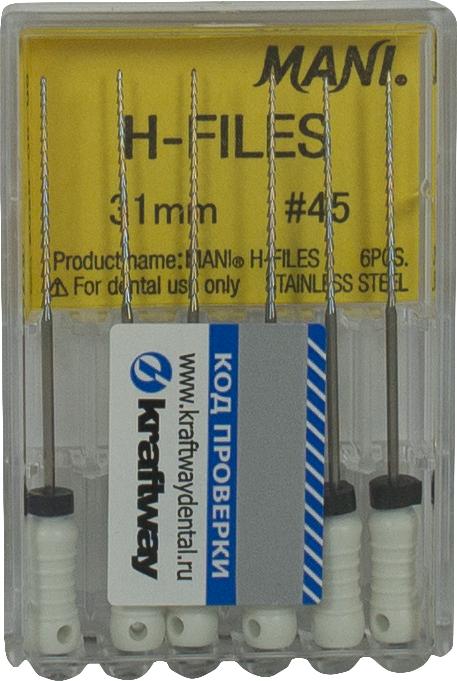 MANI®
H-FILES
31mm #45
Product name: MANI® H-FILES 6PCS.
⚠ For dental use only STAINLESS STEEL
КОД ПРОВЕРКИ
www.kraftwaydental.ru
kraftway